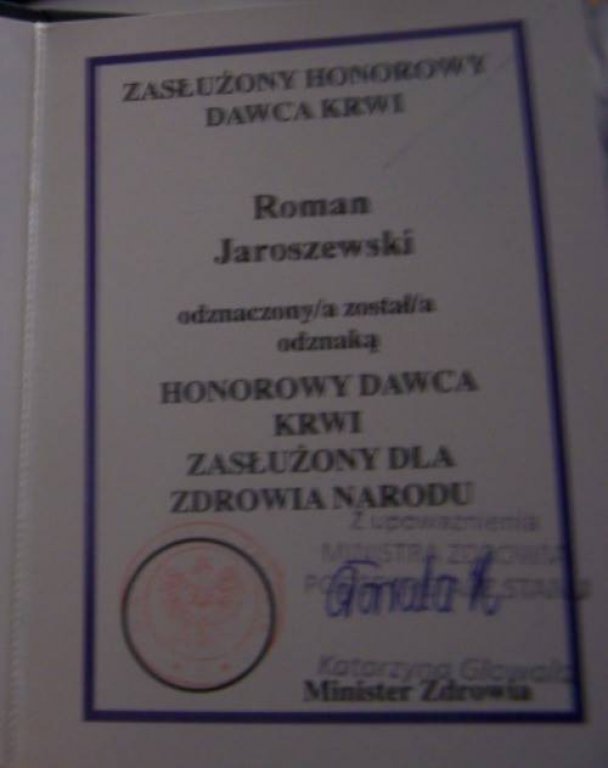 ZASŁUŻONY HONOROWY
DAWCA KRWI
Roman
Jaroszewski
odznaczony/a został/a
odznaką
HONOROWY DAWCA
KRWI
ZASŁUŻONY DLA
ZDROWIA NARODU
Z upoważnienia
MINISTRA ZDROWIA
Katarzyna Głowala
Minister Zdrowia